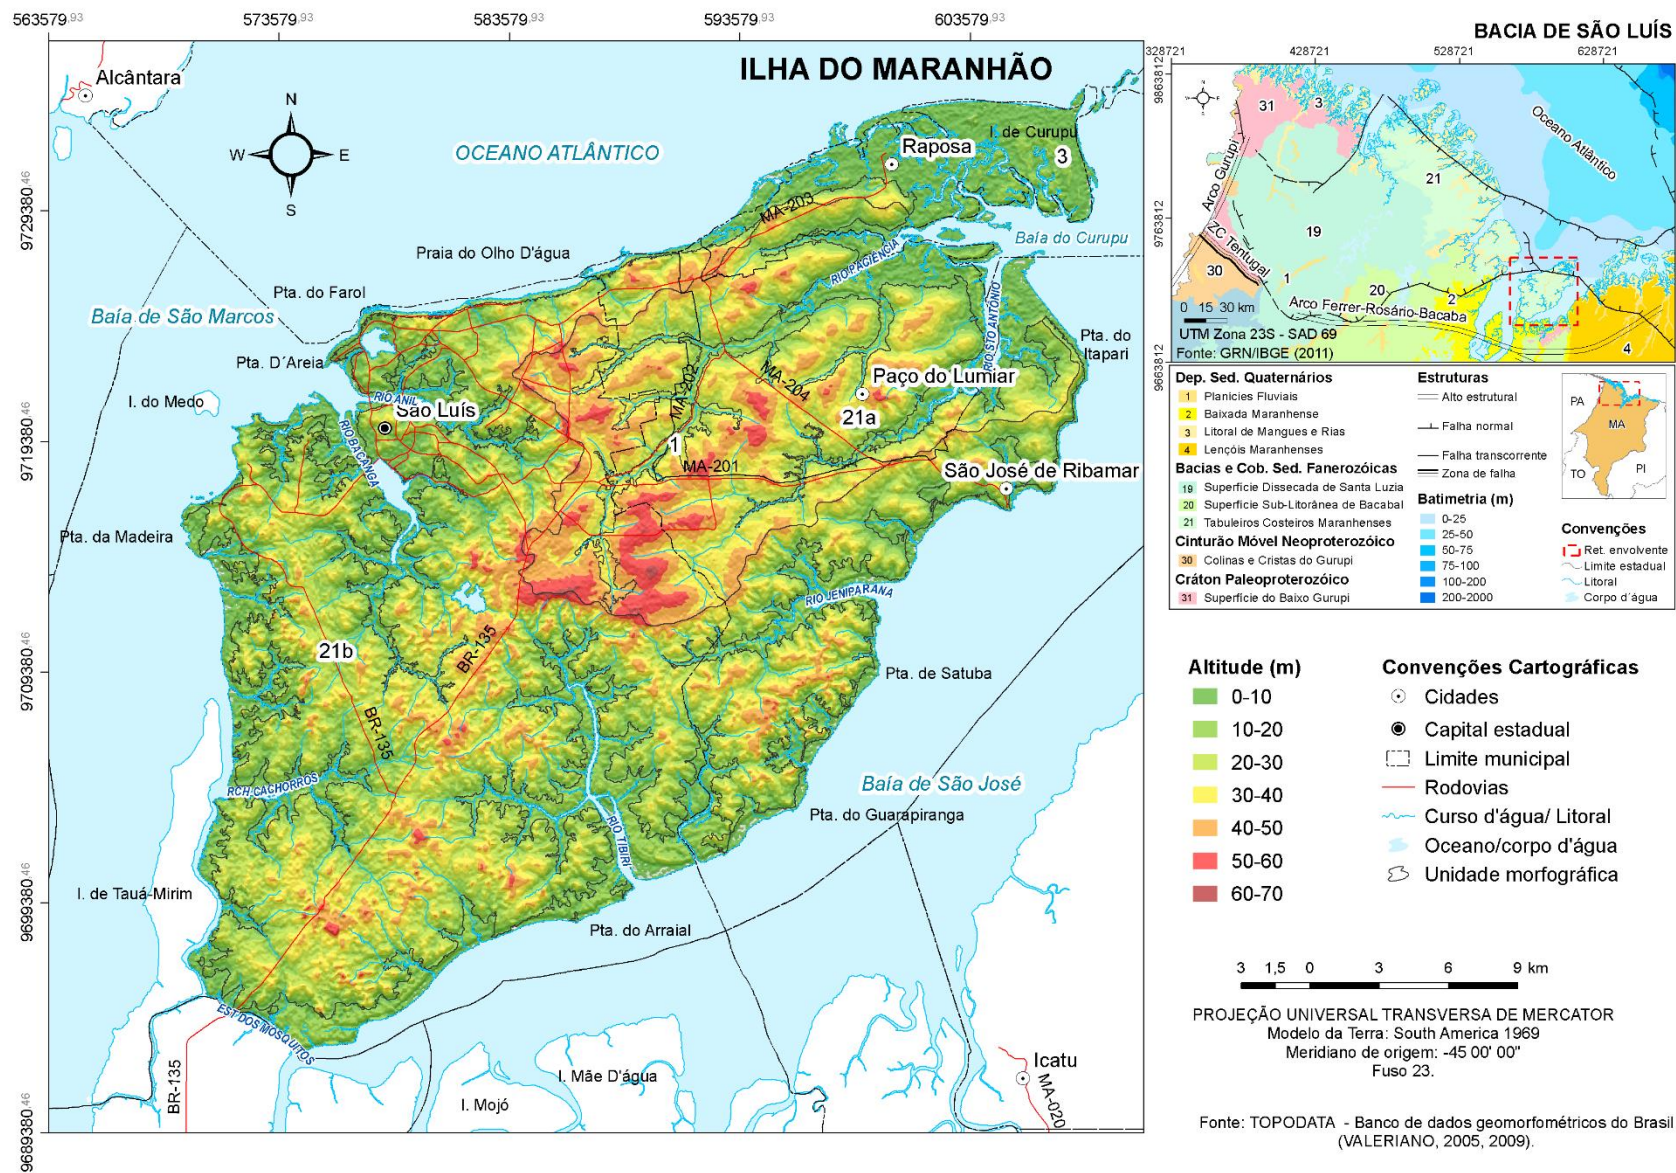 563579,93
573579,93
583579,93
593579,93
603579,93
9729380,46
9719380,46
9709380,46
9699380,46
9689380,46
ILHA DO MARANHÃO
Alcântara
N
W
E
S
OCEANO ATLÂNTICO
I. de Curupu
Raposa
3
MA-203
Praia do Olho D'água
RIO PACIÊNCIA
Baía do Curupu
Pta. do Farol
Baía de São Marcos
RIO STO ANTÔNIO
Pta. do
Itapari
Pta. D´Areia
MA-202
MA-204
Paço do Lumiar
I. do Medo
RIO ANIL
São Luís
21a
RIO BACANGA
1
MA-201
São José de Ribamar
Pta. da Madeira
RIO JENIPARANA
21b
BR-135
Pta. de Satuba
BR-135
RCH CACHORROS
Baía de São José
Pta. do Guarapiranga
RIO TIBIRI
I. de Tauá-Mirim
Pta. do Arraial
EST DOS MOSQUITOS
BR-135
I. Mãe D'água
I. Mojó
Icatu
MA-020
BACIA DE SÃO LUÍS
328721
428721
528721
628721
9863812
9763812
9663812
31
3
Oceano Atlântico
Arco Gurupi
21
19
ZC Tentugal
30
1
20
2
Arco Ferrer-Rosário-Bacaba
4
0 15 30 km
UTM Zona 23S - SAD 69
Fonte: GRN/IBGE (2011)
Dep. Sed. Quaternários
1 Planícies Fluviais
2 Baixada Maranhense
3 Litoral de Mangues e Rias
4 Lençóis Maranhenses
Bacias e Cob. Sed. Fanerozóicas
19 Superfície Dissecada de Santa Luzia
20 Superfície Sub-Litorânea de Bacabal
21 Tabuleiros Costeiros Maranhenses
Cinturão Móvel Neoproterozóico
30 Colinas e Cristas do Gurupi
Cráton Paleoproterozóico
31 Superfície do Baixo Gurupi
Estruturas
Alto estrutural
Falha normal
Falha transcorrente
Zona de falha
Batimetria (m)
0-25
25-50
50-75
75-100
100-200
200-2000
PA
MA
TO
PI
Convenções
Ret. envolvente
Limite estadual
Litoral
Corpo d´água
Altitude (m)
0-10
10-20
20-30
30-40
40-50
50-60
60-70
Convenções Cartográficas
Cidades
Capital estadual
Limite municipal
Rodovias
Curso d'água/ Litoral
Oceano/corpo d'água
Unidade morfográfica
3 1,5 0 3 6 9 km
PROJEÇÃO UNIVERSAL TRANSVERSA DE MERCATOR
Modelo da Terra: South America 1969
Meridiano de origem: -45 00' 00"
Fuso 23.
Fonte: TOPODATA - Banco de dados geomorfométricos do Brasil
(VALERIANO, 2005, 2009).